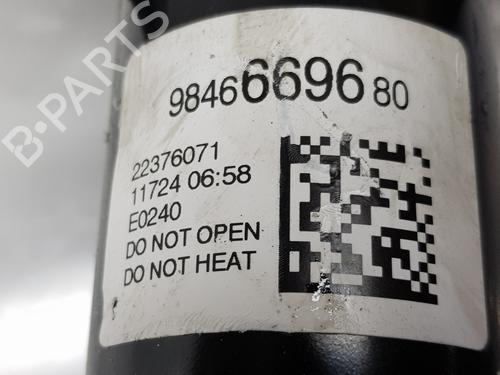 9846669680
22376071
11724 06:58
E0240
DO NOT OPEN
DO NOT HEAT
B-PARTS